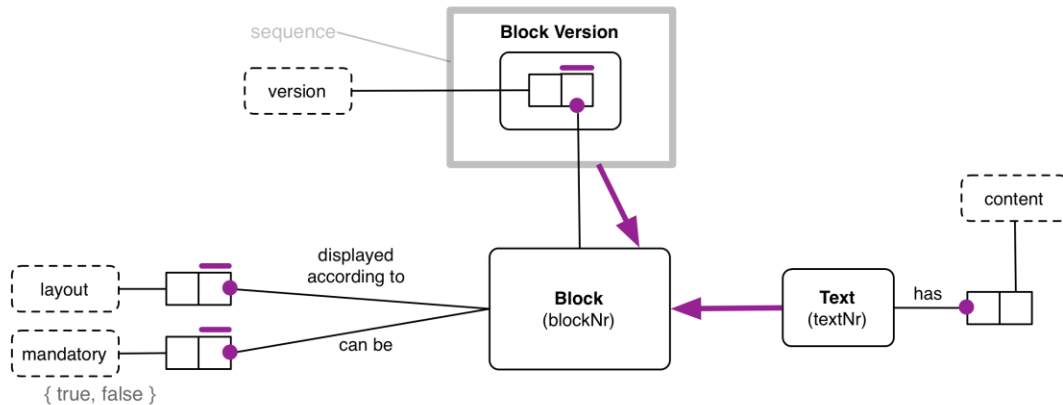 sequence
Block Version
version
content
displayed
according to
layout
Block
(blockNr)
Text
(textNr)
has
mandatory
can be
{ true, false }